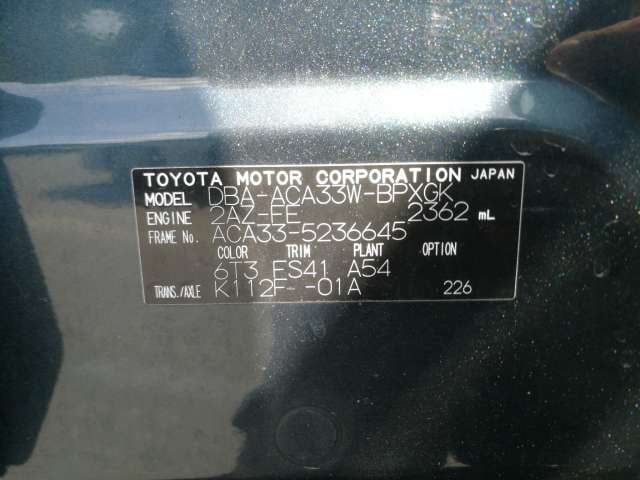 TOYOTA MOTOR CORPORATION JAPAN
MODEL DBA-ACA33W-BPXGK
ENGINE 2AZ-FE 2362 mL
FRAME No. ACA33-5236645
COLOR TRIM PLANT OPTION
6T3 FS41 A54
TRANS./AXLE K112F -01A 226